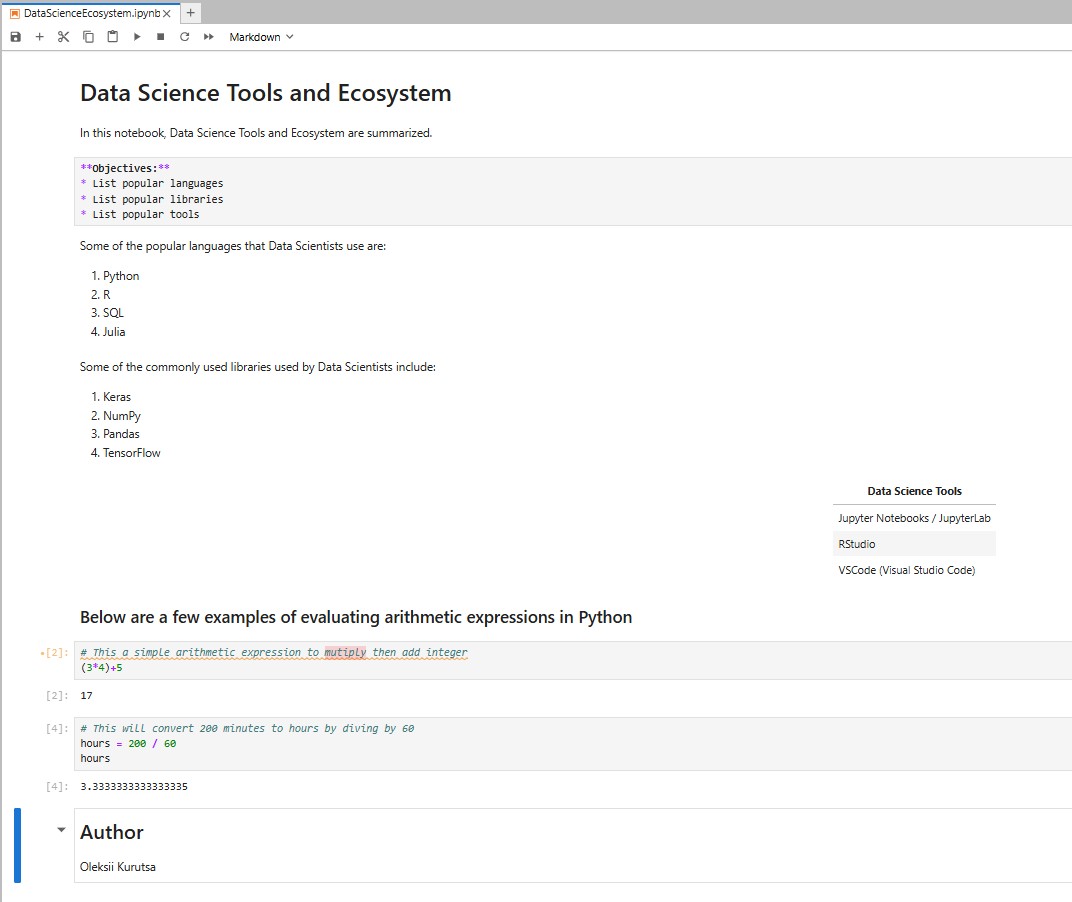 DataScienceEcosystem.ipynb
Markdown
Data Science Tools and Ecosystem
In this notebook, Data Science Tools and Ecosystem are summarized.
**Objectives:**
* List popular languages
* List popular libraries
* List popular tools
Some of the popular languages that Data Scientists use are:
1. Python
2. R
3. SQL
4. Julia
Some of the commonly used libraries used by Data Scientists include:
1. Keras
2. NumPy
3. Pandas
4. TensorFlow
Data Science Tools
Jupyter Notebooks / JupyterLab
RStudio
VSCode (Visual Studio Code)
Below are a few examples of evaluating arithmetic expressions in Python
[2]: # This a simple arithmetic expression to mutiply then add integer
(3*4)+5
[2]: 17
[4]: # This will convert 200 minutes to hours by diving by 60
hours = 200 / 60
hours
[4]: 3.3333333333333335
Author
Oleksii Kurutsa